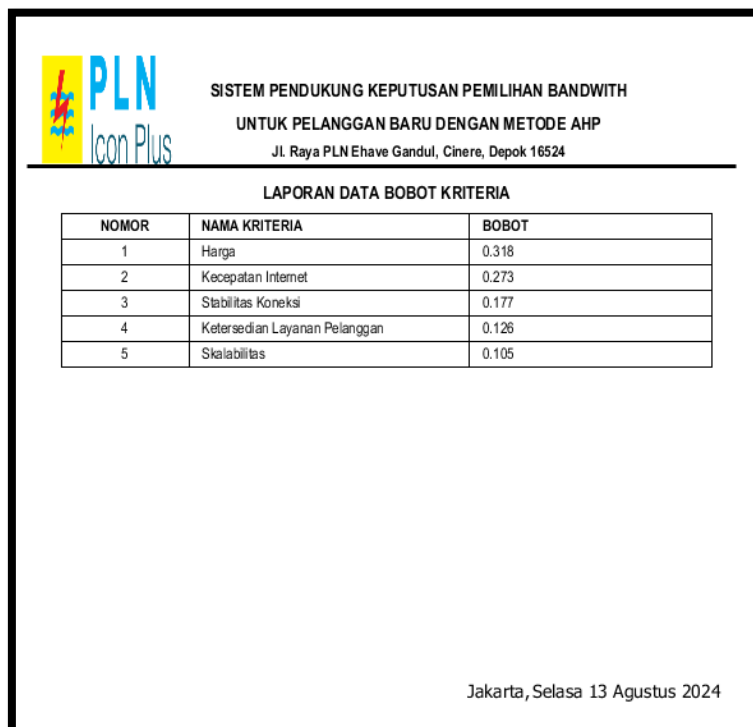 PLN
Icon Plus
SISTEM PENDUKUNG KEPUTUSAN PEMILIHAN BANDWITH
UNTUK PELANGGAN BARU DENGAN METODE AHP
Jl. Raya PLN Ehave Gandul, Cinere, Depok 16524
LAPORAN DATA BOBOT KRITERIA
NOMOR NAMA KRITERIA BOBOT
1 Harga 0.318
2 Kecepatan Internet 0.273
3 Stabilitas Koneksi 0.177
4 Ketersedian Layanan Pelanggan 0.126
5 Skalabilitas 0.105
Jakarta, Selasa 13 Agustus 2024